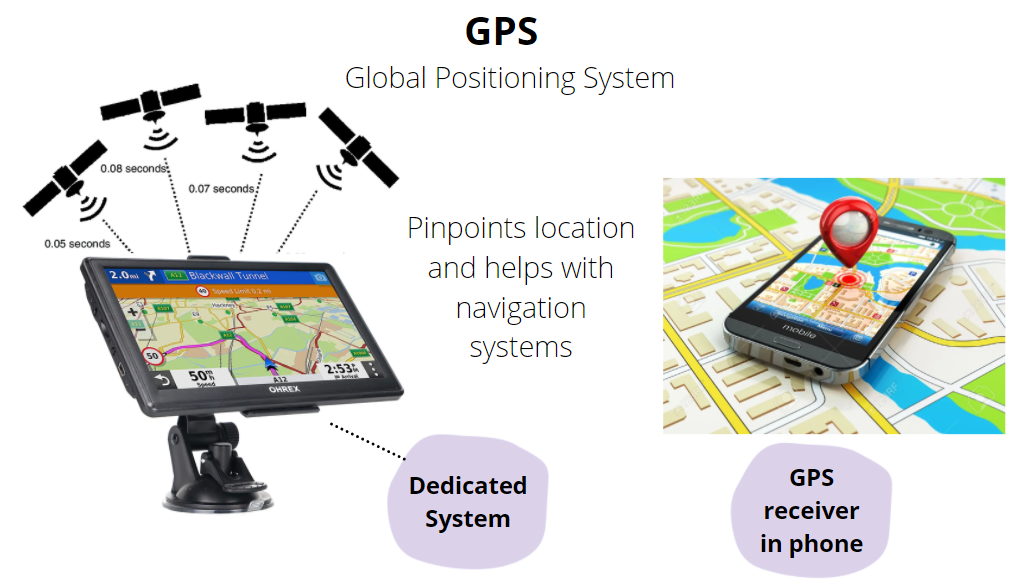 GPS
Global Positioning System
0.08 seconds
0.07 seconds
0.05 seconds
Pinpoints location
and helps with
navigation
systems
2.0mi
A12
Blackwall Tunnel
40
Speed Limit 0.2 mi
Hackney
50
50
Speed
A12
2:53
Arrival
OHREX
mobile
Dedicated
System
GPS
receiver
in phone